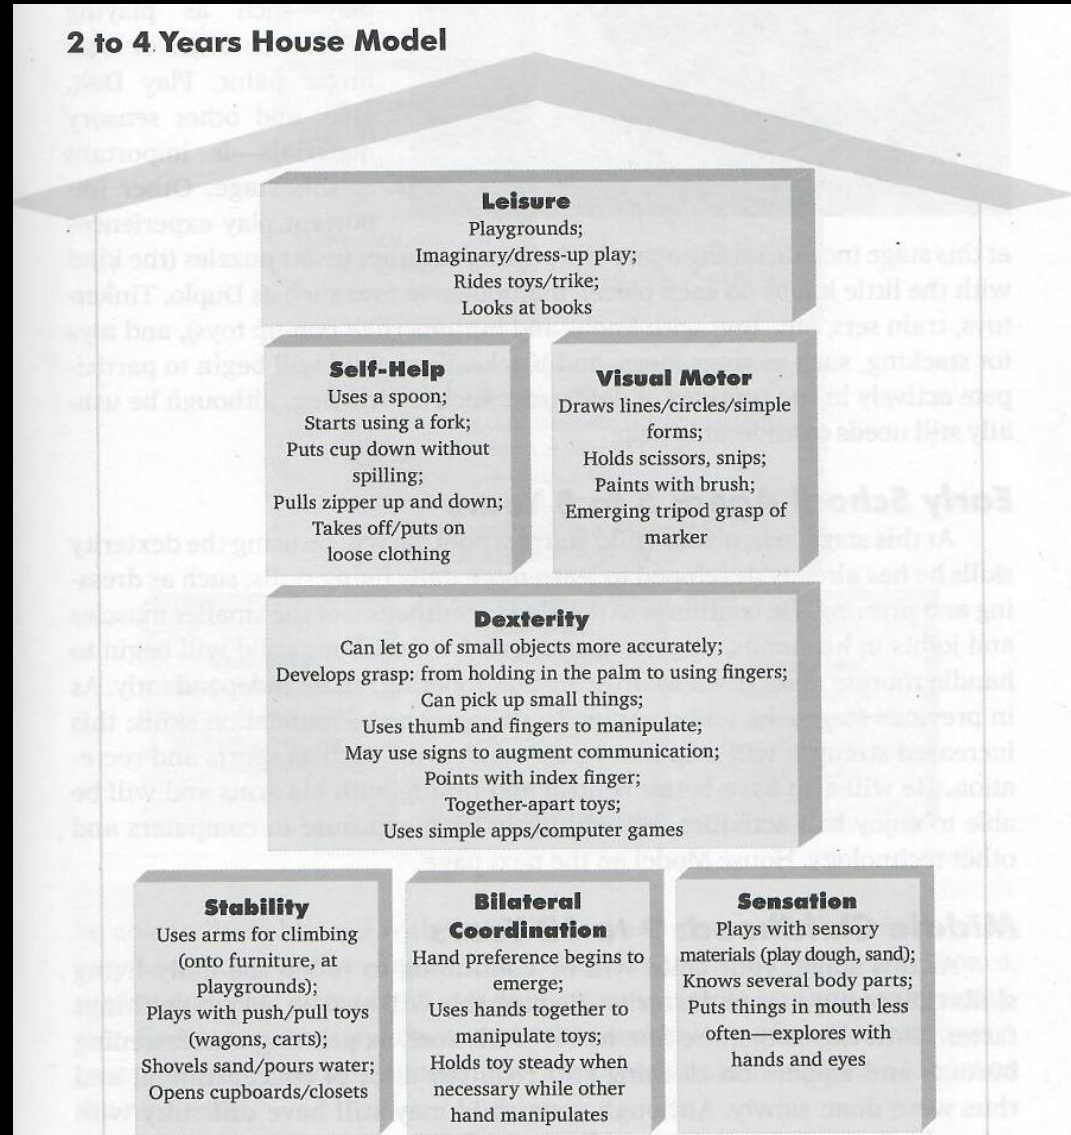 2 to 4 Years House Model
Leisure
Playgrounds;
Imaginary/dress-up play;
Rides toys/trike;
Looks at books
Self-Help
Uses a spoon;
Starts using a fork;
Puts cup down without
spilling;
Pulls zipper up and down;
Takes off/puts on
loose clothing
Visual Motor
Draws lines/circles/simple
forms;
Holds scissors, snips;
Paints with brush;
Emerging tripod grasp of
marker
Dexterity
Can let go of small objects more accurately;
Develops grasp: from holding in the palm to using fingers;
Can pick up small things;
Uses thumb and fingers to manipulate;
May use signs to augment communication;
Points with index finger;
Together-apart toys;
Uses simple apps/computer games
Stability
Uses arms for climbing
(onto furniture, at
playgrounds);
Plays with push/pull toys
(wagons, carts);
Shovels sand/pours water;
Opens cupboards/closets
Bilateral
Coordination
Hand preference begins to
emerge;
Uses hands together to
manipulate toys;
Holds toy steady when
necessary while other
hand manipulates
Sensation
Plays with sensory
materials (play dough, sand);
Knows several body parts;
Puts things in mouth less
often—explores with
hands and eyes